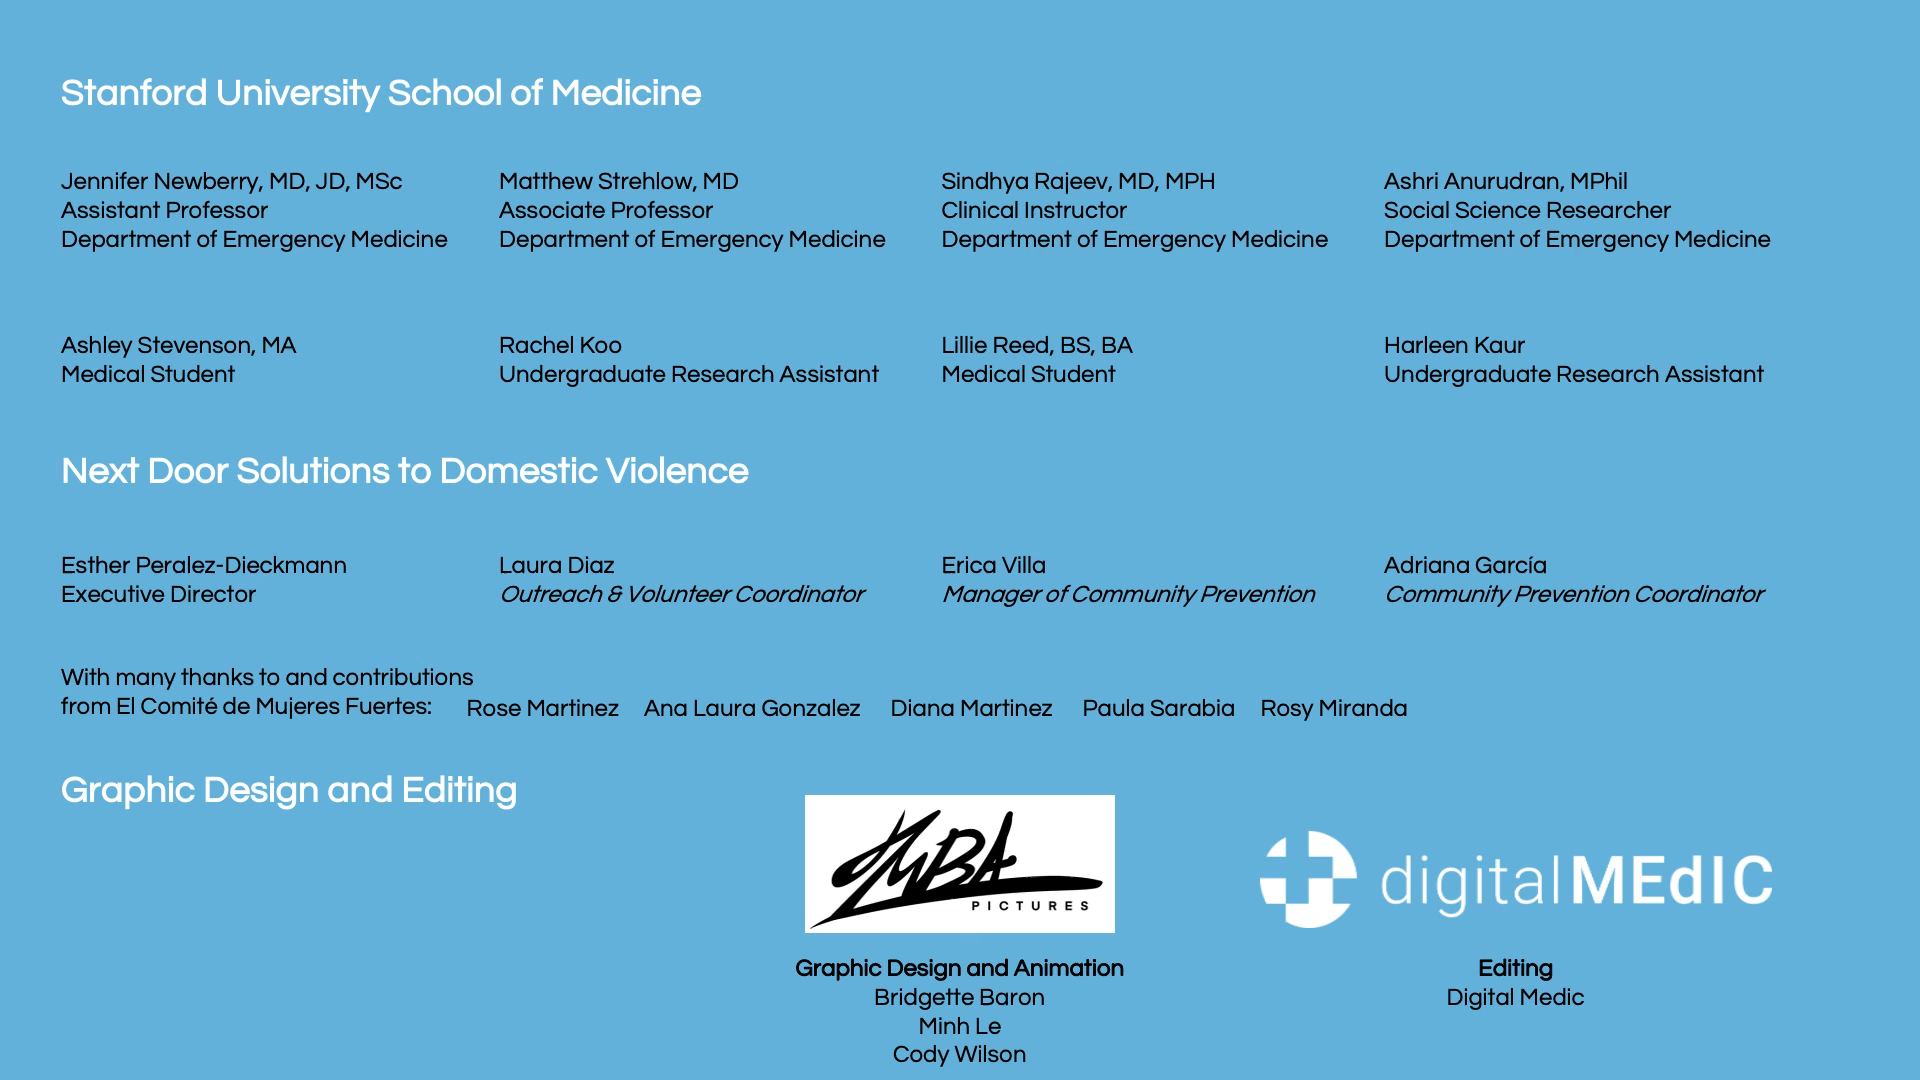 Stanford University School of Medicine
Jennifer Newberry, MD, JD, MSc
Assistant Professor
Department of Emergency Medicine
Matthew Strehlow, MD
Associate Professor
Department of Emergency Medicine
Sindhya Rajeev, MD, MPH
Clinical Instructor
Department of Emergency Medicine
Ashri Anurudran, MPhil
Social Science Researcher
Department of Emergency Medicine
Ashley Stevenson, MA
Medical Student
Rachel Koo
Undergraduate Research Assistant
Lillie Reed, BS, BA
Medical Student
Harleen Kaur
Undergraduate Research Assistant
Next Door Solutions to Domestic Violence
Esther Peralez-Dieckmann
Executive Director
Laura Diaz
Outreach & Volunteer Coordinator
Erica Villa
Manager of Community Prevention
Adriana García
Community Prevention Coordinator
With many thanks to and contributions
from El Comité de Mujeres Fuertes:
Rose Martinez Ana Laura Gonzalez Diana Martinez Paula Sarabia Rosy Miranda
Graphic Design and Editing
PICTURES
Graphic Design and Animation
Bridgette Baron
Minh Le
Cody Wilson
digitalMEdIC
Editing
Digital Medic